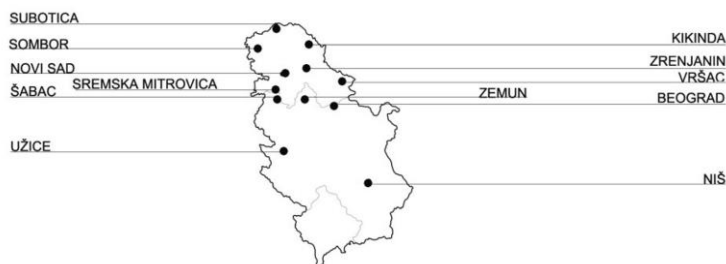 SUBOTICA
SOMBOR
NOVI SAD
SREMSKA MITROVICA
ŠABAC
UŽICE
KIKINDA
ZRENJANIN
VRŠAC
ZEMUN
BEOGRAD
NIŠ